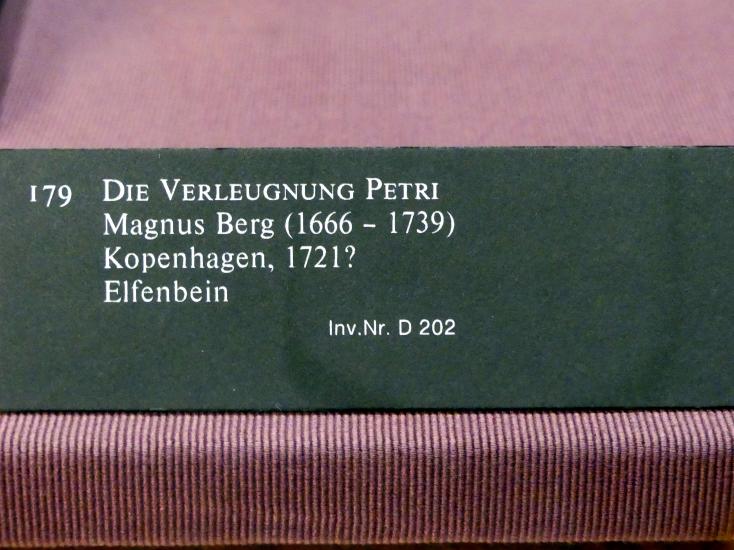 179 DIE VERLEUGNUNG PETRI
Magnus Berg (1666 – 1739)
Kopenhagen, 1721?
Elfenbein
Inv.Nr. D 202